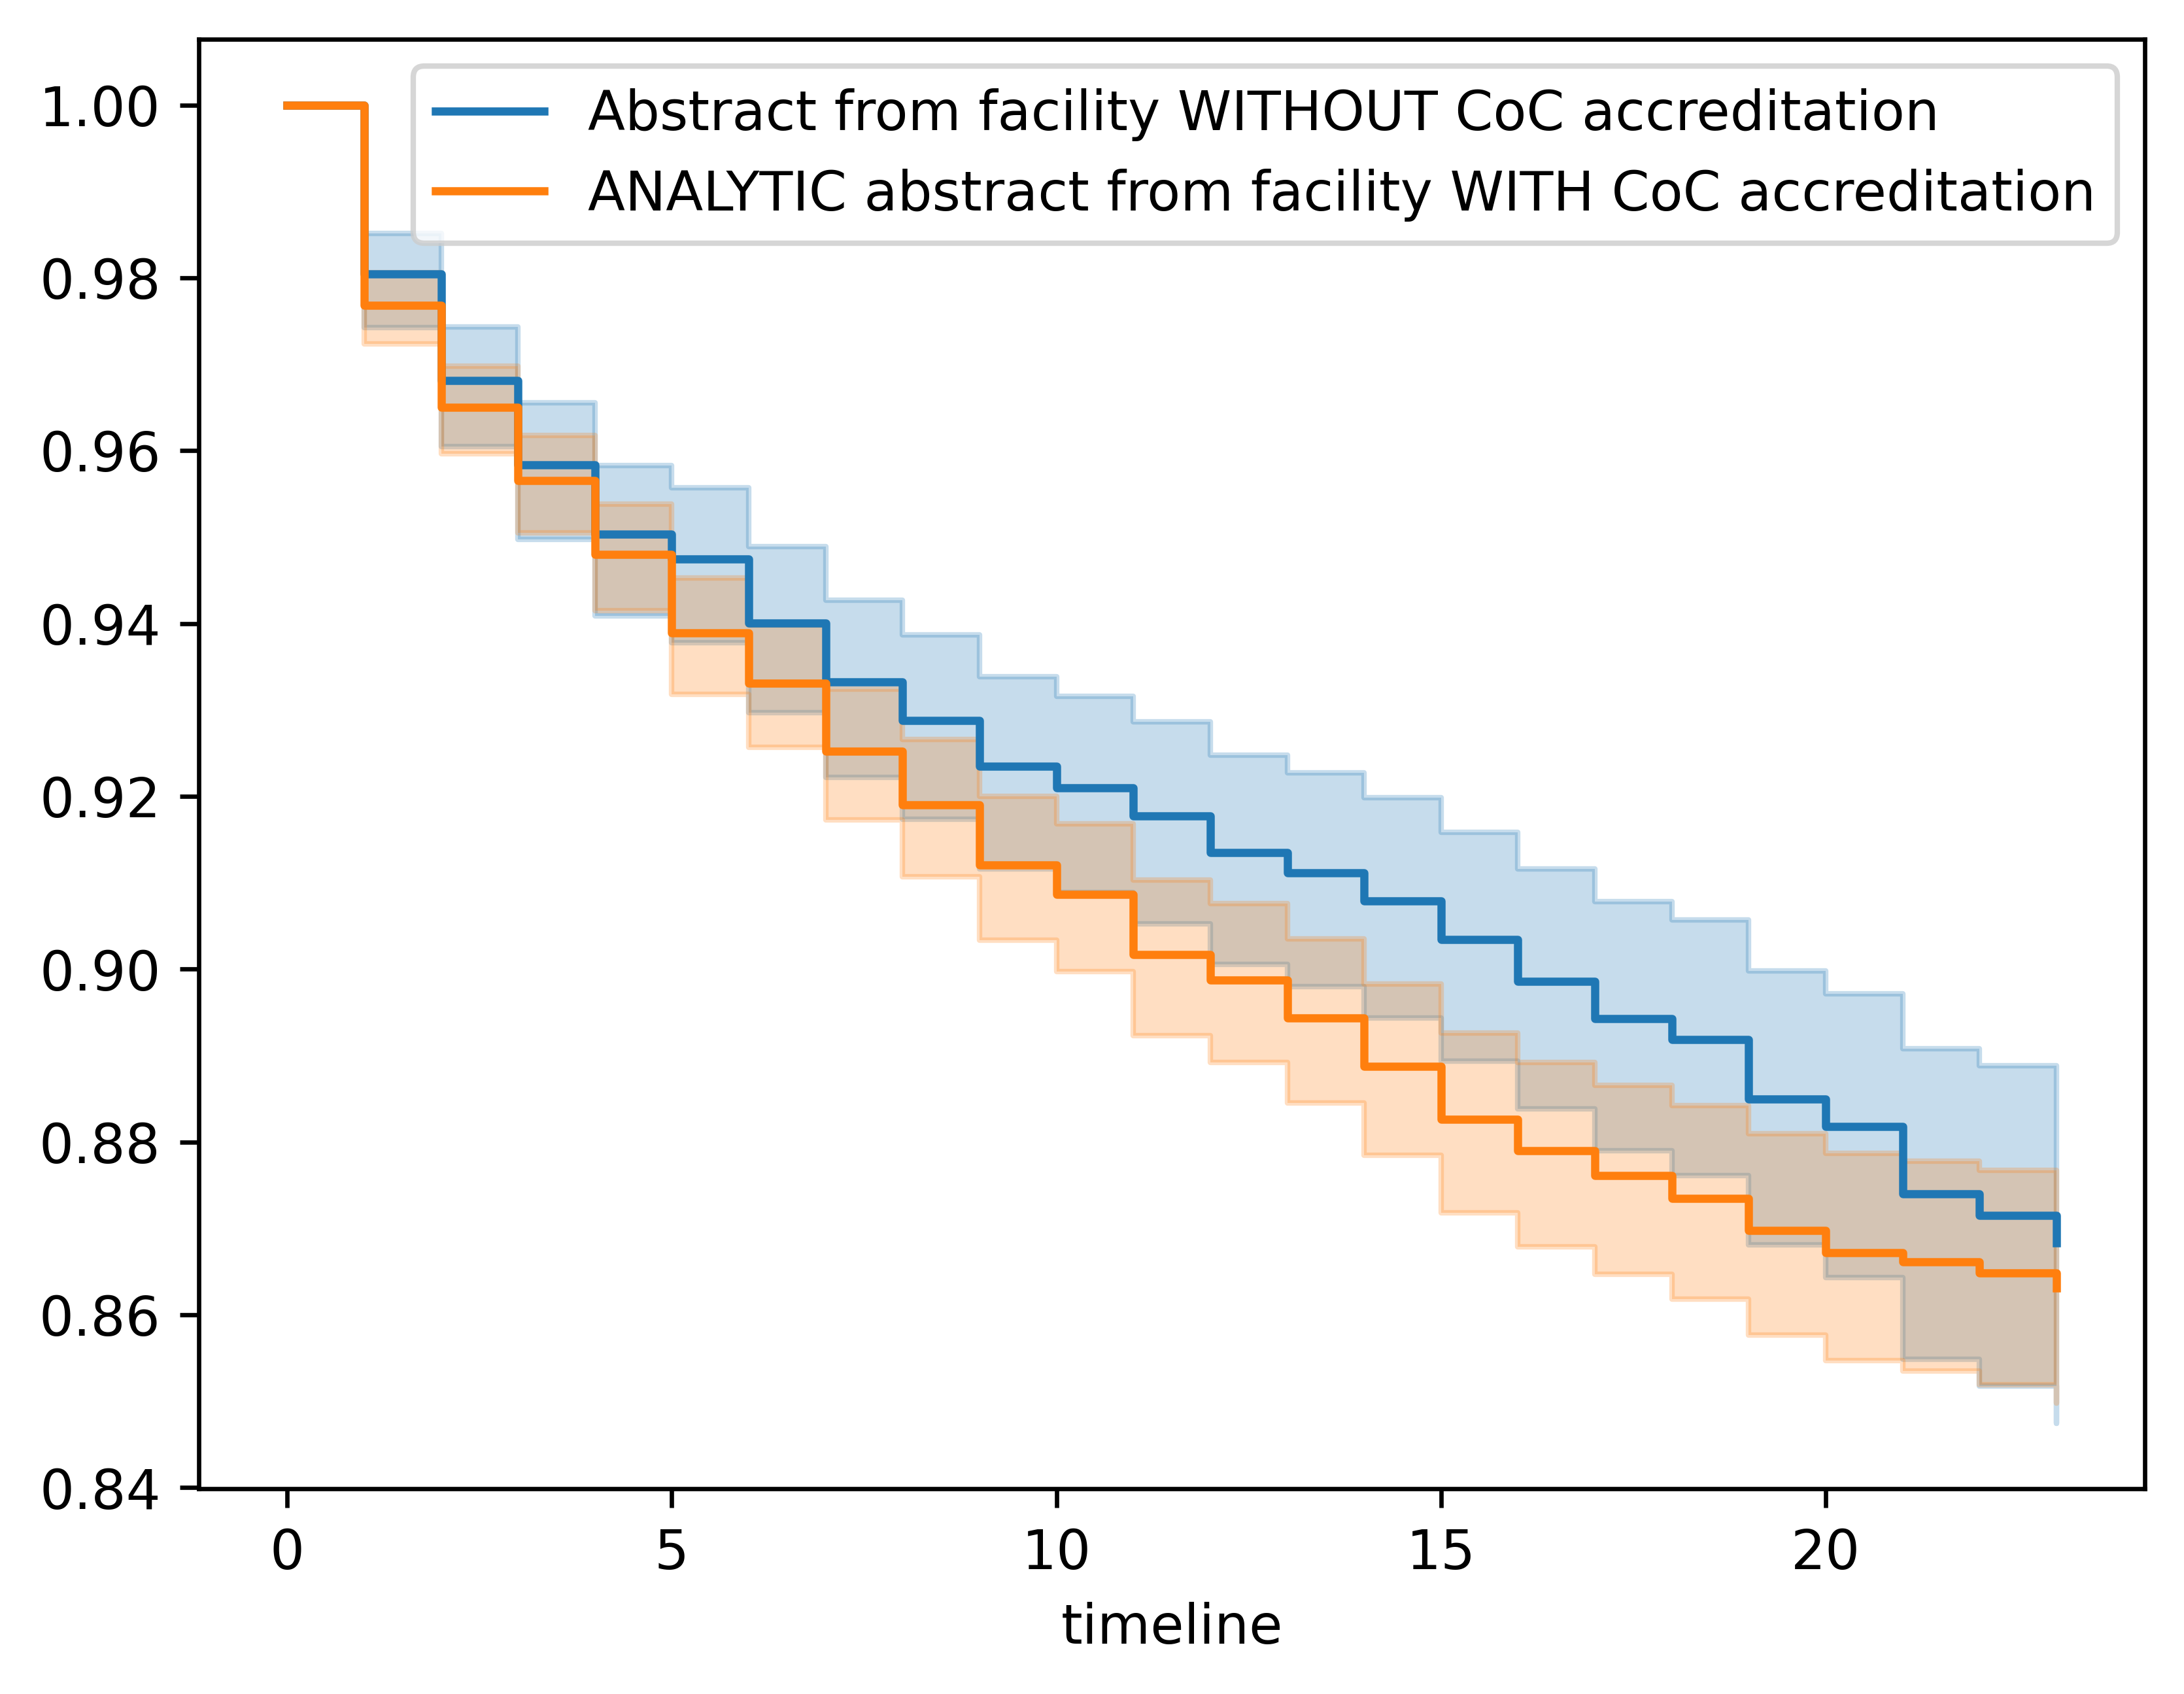 Abstract from facility WITHOUT CoC accreditation
ANALYTIC abstract from facility WITH CoC accreditation
1.00
0.98
0.96
0.94
0.92
0.90
0.88
0.86
0.84
0 5 10 15 20
timeline